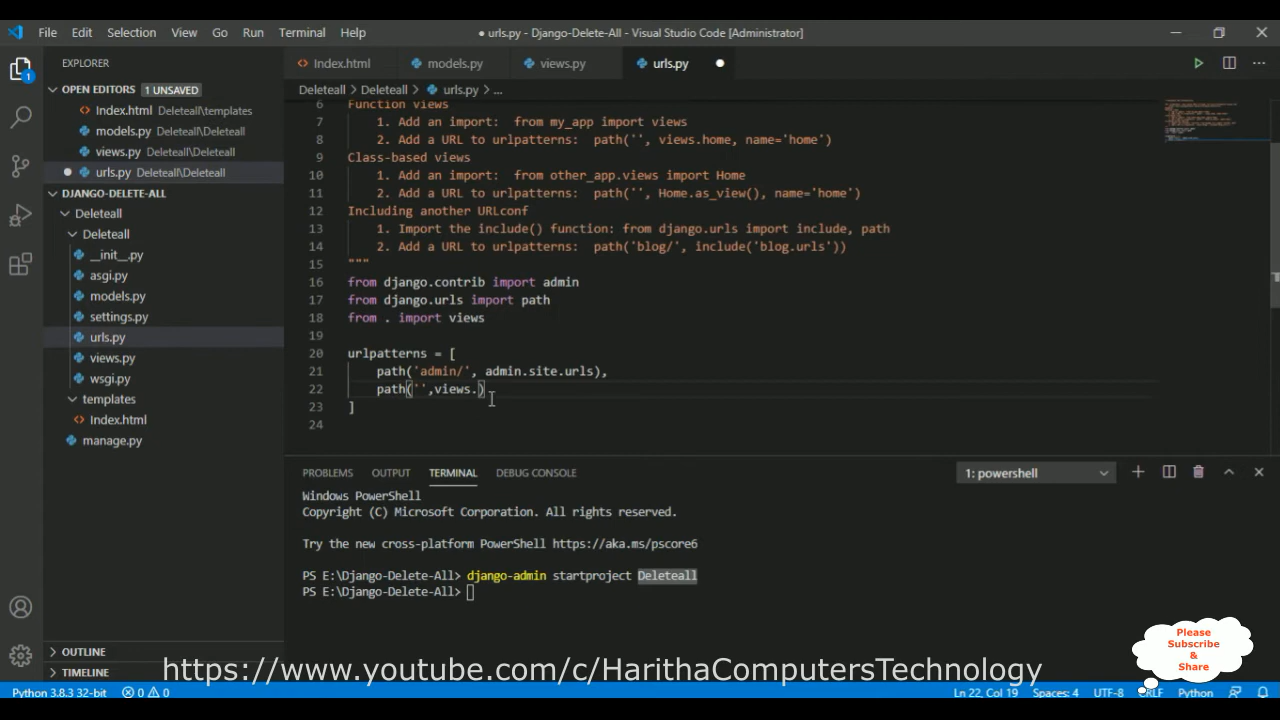 File Edit Selection View Go Run Terminal Help
● urls.py - Django-Delete-All - Visual Studio Code [Administrator]
EXPLORER
1
OPEN EDITORS 1 UNSAVED
Index.html Deleteall\templates
models.py Deleteall\Deleteall
views.py Deleteall\Deleteall
urls.py Deleteall\Deleteall
DJANGO-DELETE-ALL
Deleteall
Deleteall
__init__.py
asgi.py
models.py
settings.py
urls.py
views.py
wsgi.py
templates
Index.html
manage.py
OUTLINE
TIMELINE
Index.html models.py views.py urls.py
Deleteall > Deleteall > urls.py > ...
6 Function views
7 1. Add an import: from my_app import views
8 2. Add a URL to urlpatterns: path('', views.home, name='home')
9 Class-based views
10 1. Add an import: from other_app.views import Home
11 2. Add a URL to urlpatterns: path('', Home.as_view(), name='home')
12 Including another URLconf
13 1. Import the include() function: from django.urls import include, path
14 2. Add a URL to urlpatterns: path('blog/', include('blog.urls'))
15 """
16 from django.contrib import admin
17 from django.urls import path
18 from . import views
19
20 urlpatterns = [
21 path('admin/', admin.site.urls),
22 path('',views.)
23 ]
24
PROBLEMS OUTPUT TERMINAL DEBUG CONSOLE
1: powershell
Windows PowerShell
Copyright (C) Microsoft Corporation. All rights reserved.
Try the new cross-platform PowerShell https://aka.ms/pscore6
PS E:\Django-Delete-All> django-admin startproject Deleteall
PS E:\Django-Delete-All>
Please
Subscribe
&
Share
https://www.youtube.com/c/HarithaComputersTechnology
Python 3.8.3 32-bit 0 0 Ln 22, Col 19 Spaces: 4 UTF-8 CRLF Python